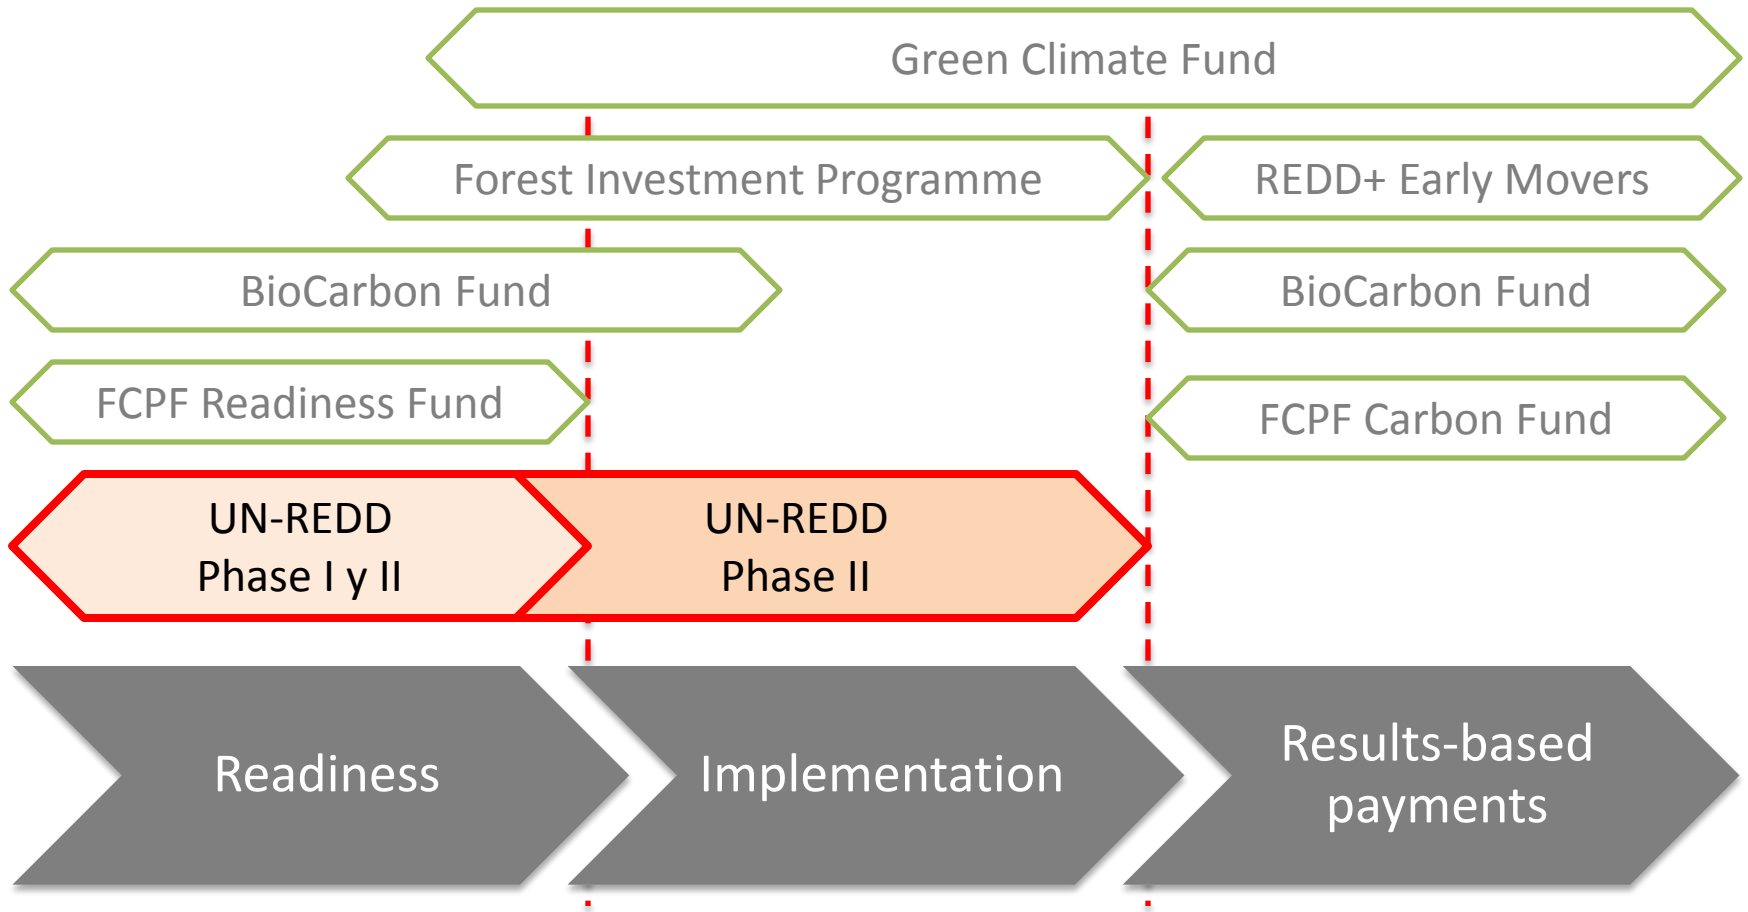 Green Climate Fund
Forest Investment Programme
REDD+ Early Movers
BioCarbon Fund
BioCarbon Fund
FCPF Readiness Fund
FCPF Carbon Fund
UN-REDD
Phase I y II
UN-REDD
Phase II
Readiness
Implementation
Results-based
payments